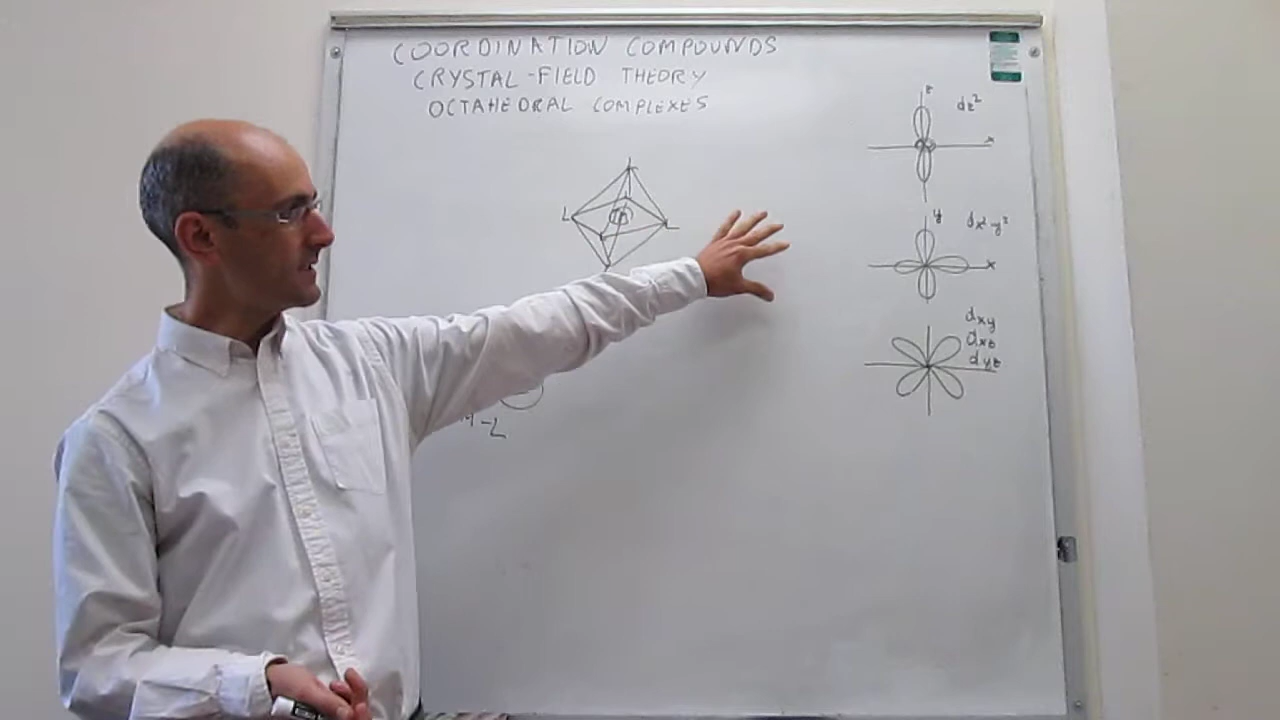 COORDINATION COMPOUNDS
CRYSTAL-FIELD THEORY
OCTAHEDRAL COMPLEXES
z
dz²
x
L
L
y
dx²-y²
x
dxy
dxz
dyz
-L